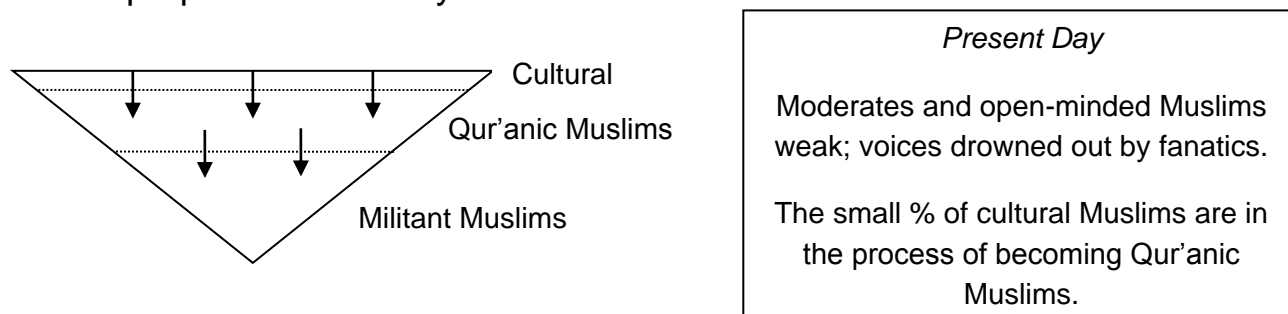 Cultural
Qur’anic Muslims
Militant Muslims
Present Day
Moderates and open-minded Muslims
weak; voices drowned out by fanatics.
The small % of cultural Muslims are in
the process of becoming Qur’anic
Muslims.